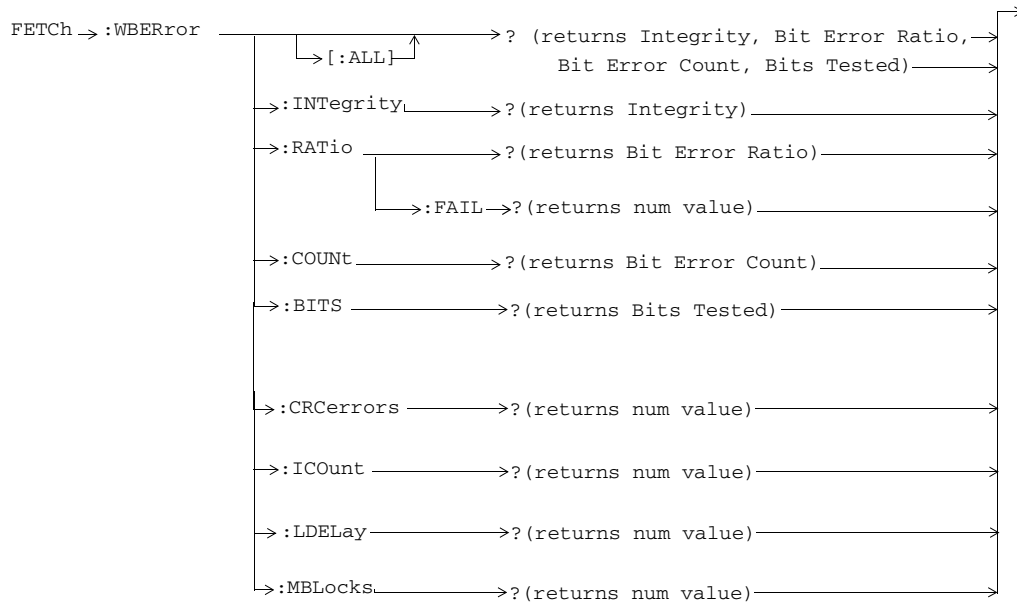 FETCh :WBERror ? (returns Integrity, Bit Error Ratio,
[:ALL] Bit Error Count, Bits Tested)
:INTegrity ?(returns Integrity)
:RATio ?(returns Bit Error Ratio)
:FAIL ?(returns num value)
:COUNt ?(returns Bit Error Count)
:BITS ?(returns Bits Tested)
:CRCerrors ?(returns num value)
:ICOunt ?(returns num value)
:LDELay ?(returns num value)
:MBLocks ?(returns num value)